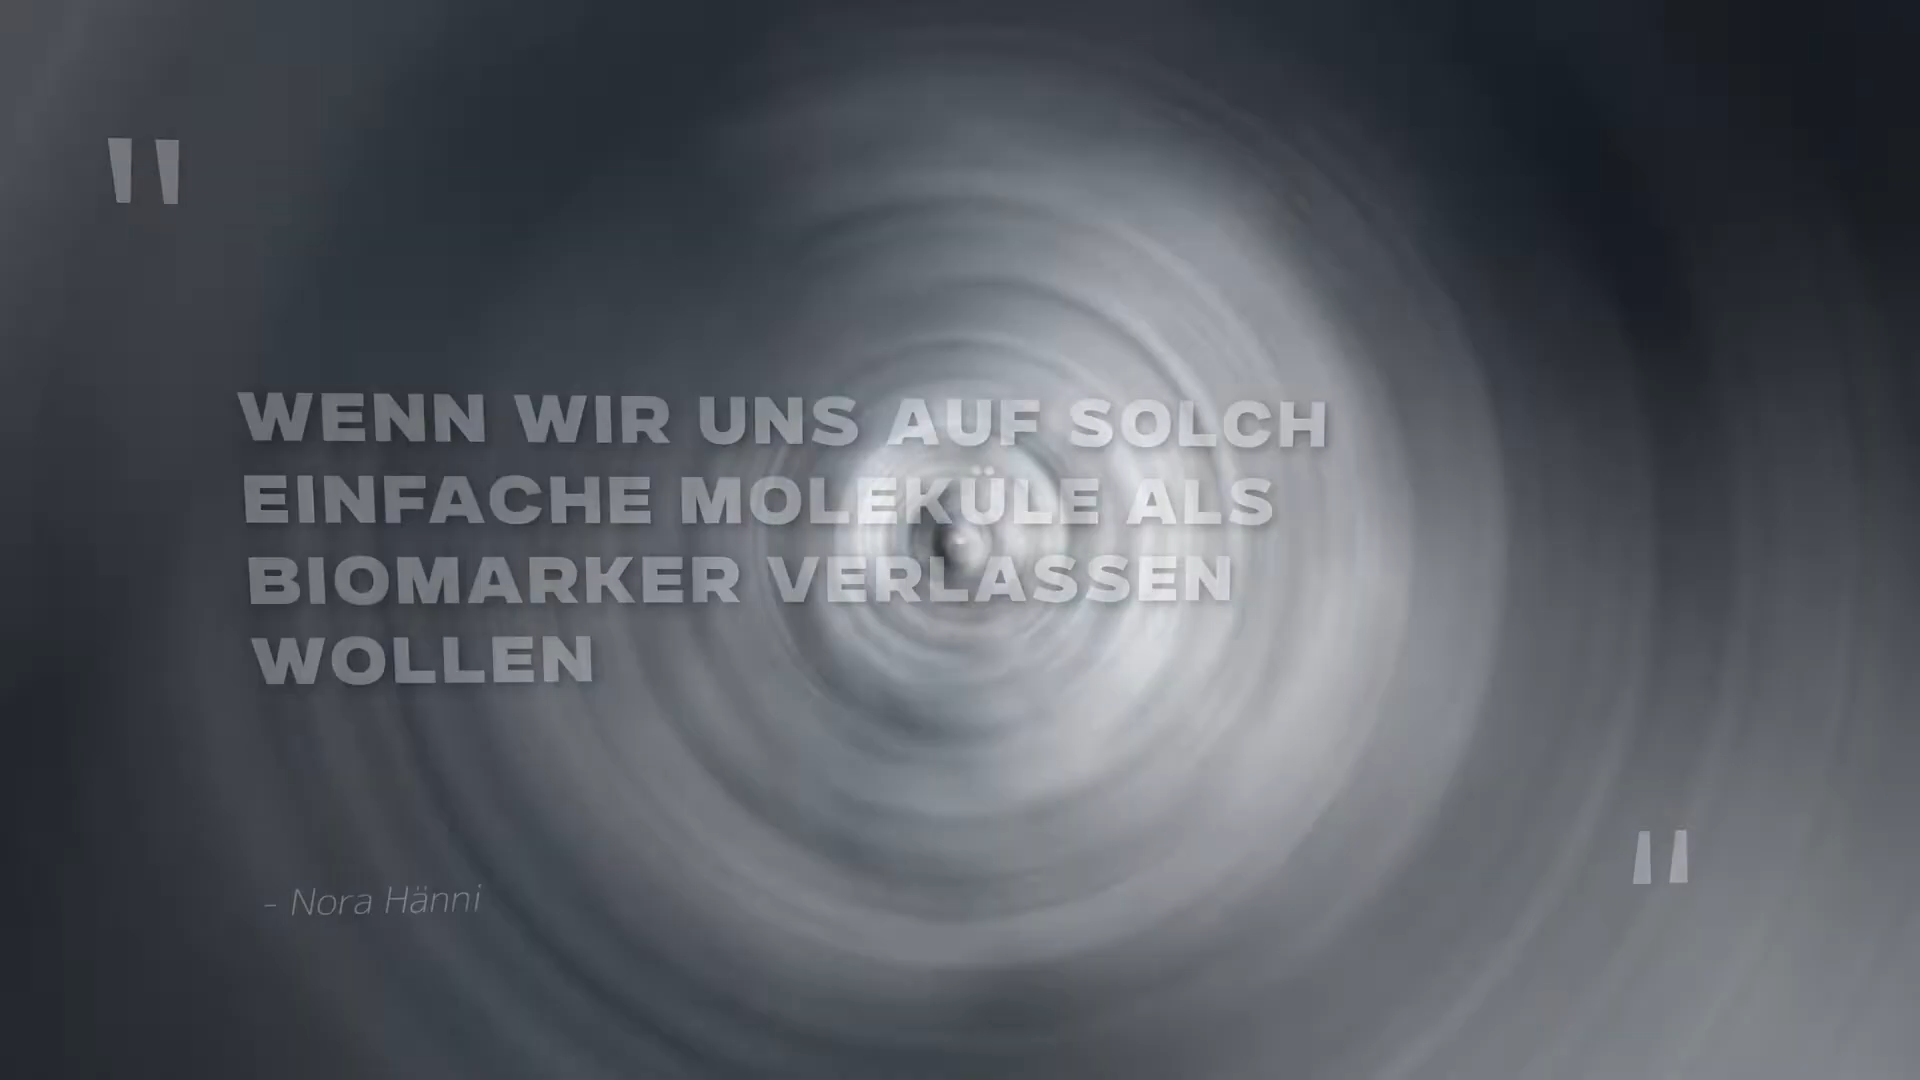 "
WENN WIR UNS AUF SOLCH
EINFACHE MOLEKÜLE ALS
BIOMARKER VERLASSEN
WOLLEN
"
- Nora Hänni